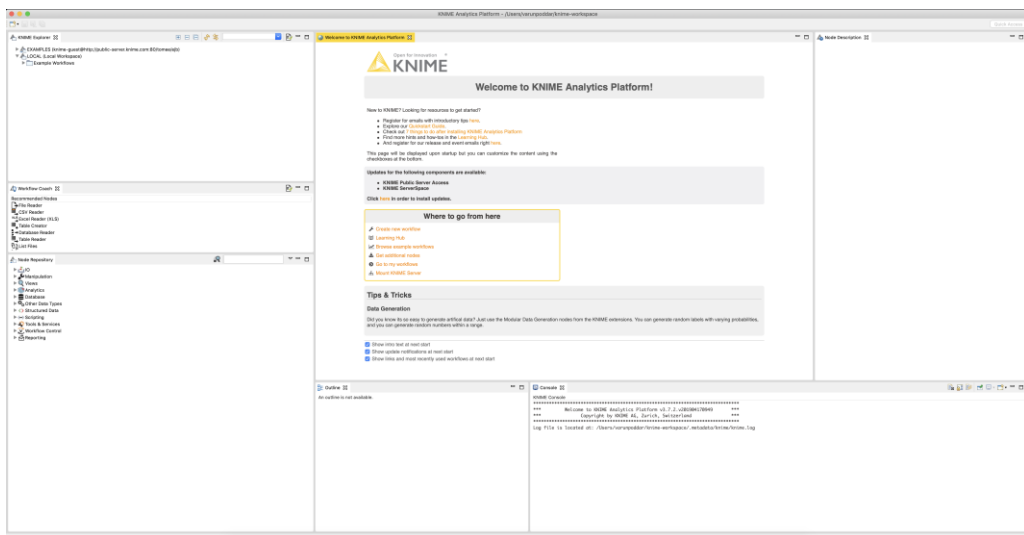 KNIME Analytics Platform - /Users/varunpoddar/knime-workspace
Quick Access
KNIME Explorer
EXAMPLES (knime-guest@http://public-server.knime.com:80/tomee/ejb)
LOCAL (Local Workspace)
Example Workflows
Workflow Coach
Recommended Nodes
File Reader
CSV Reader
Excel Reader (XLS)
Table Creator
Database Reader
Table Reader
List Files
Node Repository
IO
Manipulation
Views
Analytics
Database
Other Data Types
Structured Data
Scripting
Tools & Services
Workflow Control
Reporting
Welcome to KNIME Analytics Platform
Open for Innovation
KNIME
Welcome to KNIME Analytics Platform!
New to KNIME? Looking for resources to get started?
Register for emails with introductory tips here.
Explore our Quickstart Guide.
Check out 7 things to do after installing KNIME Analytics Platform
Find more hints and how-tos in the Learning Hub.
And register for our release and event emails right here.
This page will be displayed upon startup but you can customize the content using the
checkboxes at the bottom.
Updates for the following components are available:
KNIME Public Server Access
KNIME ServerSpace
Click here in order to install updates.
Where to go from here
Create new workflow
Learning Hub
Browse example workflows
Get additional nodes
Go to my workflows
Mount KNIME Server
Tips & Tricks
Data Generation
Did you know its so easy to generate artifical data? Just use the Modular Data Generation nodes from the KNIME extensions. You can generate random labels with varying probabilities,
and you can generate random numbers within a range.
Show intro text at next start
Show update notifications at next start
Show links and most recently used workflows at next start
Node Description
Outline
An outline is not available.
Console
KNIME Console
*** Welcome to KNIME Analytics Platform v3.7.2.v201904170949 ***
*** Copyright by KNIME AG, Zurich, Switzerland ***
Log file is located at: /Users/varunpoddar/knime-workspace/.metadata/knime/knime.log